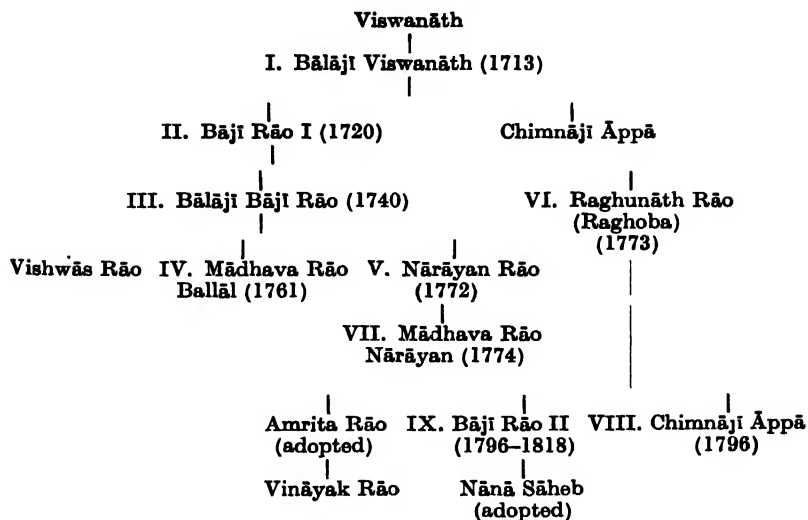 Viswanāth
I. Bālājī Viswanāth (1713)
II. Bājī Rāo I (1720) Chimnājī Āppā
III. Bālājī Bājī Rāo (1740) VI. Raghunāth Rāo
(Raghoba)
(1773)
Vishwās Rāo IV. Mādhava Rāo V. Nārāyan Rāo
Ballāl (1761) (1772)
VII. Mādhava Rāo
Nārāyan (1774)
Amrita Rāo IX. Bājī Rāo II VIII. Chimnājī Āppā
(adopted) (1796–1818) (1796)
Vināyak Rāo Nānā Sāheb
(adopted)